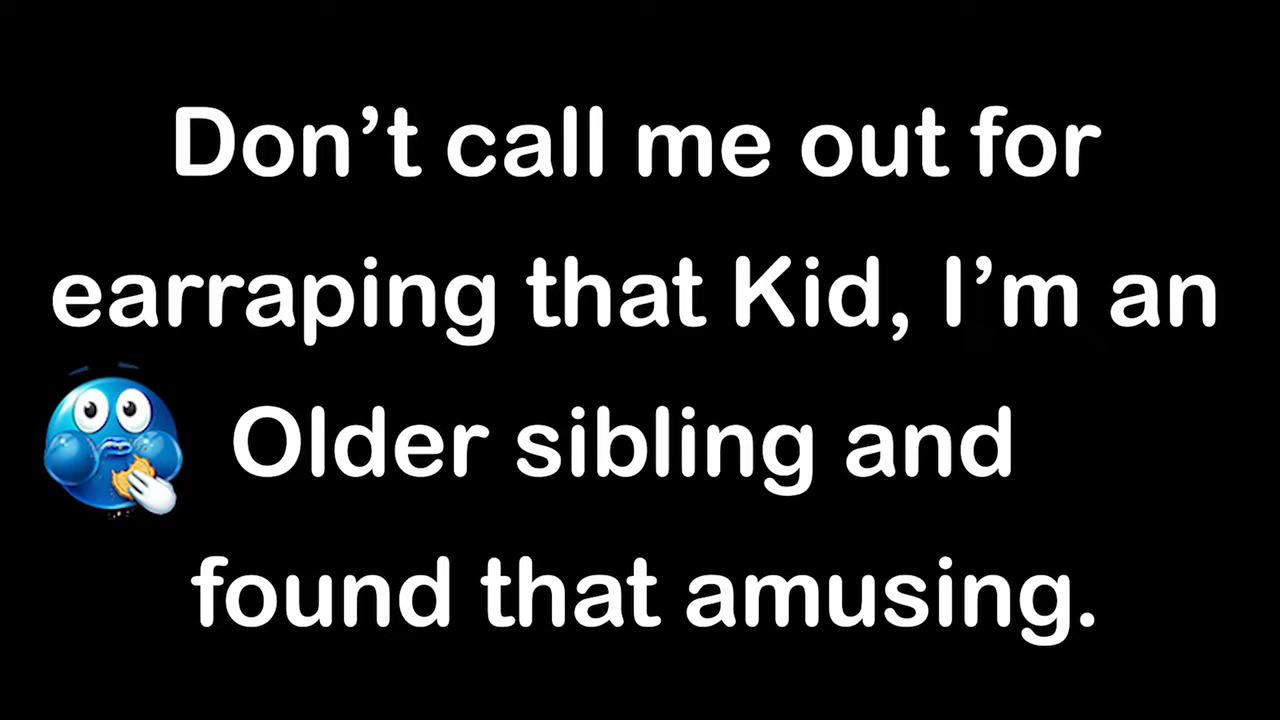 Don’t call me out for
earraping that Kid, I’m an
Older sibling and
found that amusing.